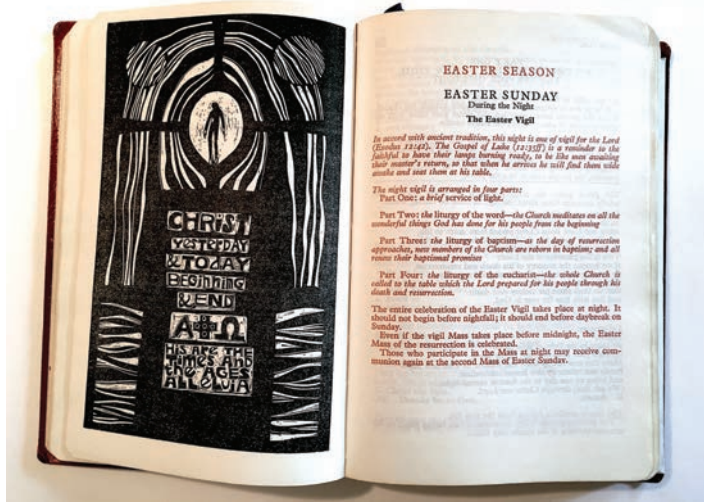 CHRIST
YESTERDAY
& TODAY
BEGINNING
& END
A Ω
HIS ARE THE
TIMES AND
THE AGES
ALLELUIA
EASTER SEASON
EASTER SUNDAY
During the Night
The Easter Vigil
In accord with ancient tradition, this night is one of vigil for the Lord
(Exodus 12:42). The Gospel of Luke (12:35ff) is a reminder to the
faithful to have their lamps burning ready, to be like men awaiting
their master's return, so that when he arrives he will find them wide
awake and seat them at his table.
The night vigil is arranged in four parts:
Part One: a brief service of light.
Part Two: the liturgy of the word—the Church meditates on all the
wonderful things God has done for his people from the beginning
Part Three: the liturgy of baptism—as the day of resurrection
approaches, new members of the Church are reborn in baptism; and all
renew their baptismal promises
Part Four: the liturgy of the eucharist—the whole Church is
called to the table which the Lord prepared for his people through his
death and resurrection.
The entire celebration of the Easter Vigil takes place at night. It
should not begin before nightfall; it should end before daybreak on
Sunday.
Even if the vigil Mass takes place before midnight, the Easter
Mass of the resurrection is celebrated.
Those who participate in the Mass at night may receive com-
munion again at the second Mass of Easter Sunday.